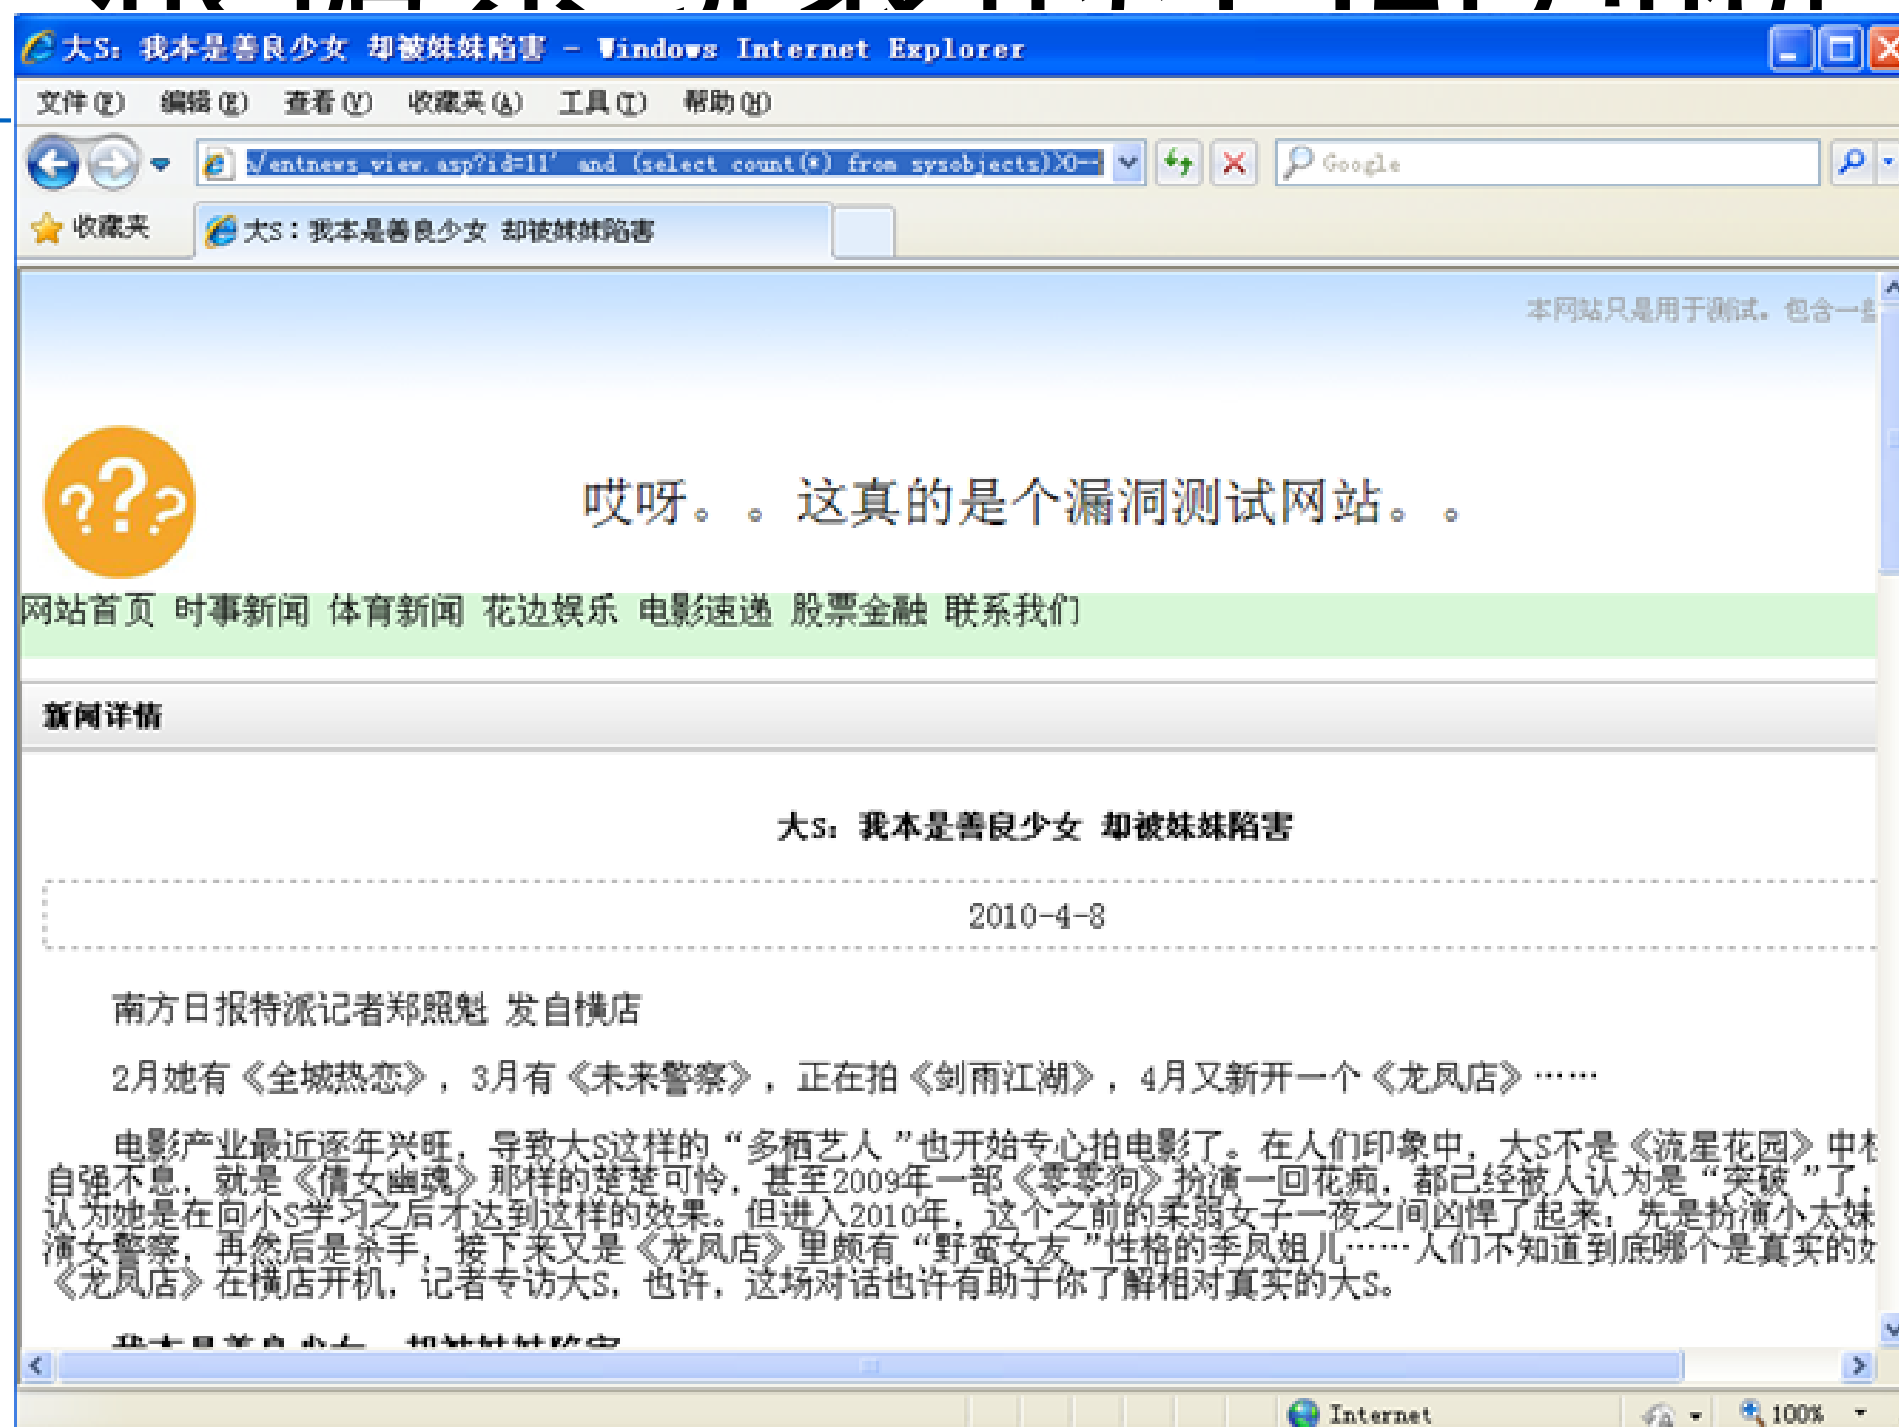 大S：我本是善良少女 却被妹妹陷害 - Windows Internet Explorer
文件(F) 编辑(E) 查看(V) 收藏夹(A) 工具(T) 帮助(H)
/entnews_view.asp?id=11' and (select count(*) from sysobjects)>0--
Google
收藏夹
大S：我本是善良少女 却被妹妹陷害
本网站只是用于测试。包含一些
???
哎呀。。这真的是个漏洞测试网站。。
网站首页 时事新闻 体育新闻 花边娱乐 电影速递 股票金融 联系我们
新闻详情
大S：我本是善良少女 却被妹妹陷害
2010-4-8
南方日报特派记者郑照魁 发自横店
2月她有《全城热恋》，3月有《未来警察》，正在拍《剑雨江湖》，4月又新开一个《龙凤店》……
电影产业最近逐年兴旺，导致大S这样的“多栖艺人”也开始专心拍电影了。在人们印象中，大S不是《流星花园》中
自强不息，就是《倩女幽魂》那样的楚楚可怜，甚至2009年一部《零零狗》扮演一回花痴，都已经被人认为是“突破”了，
认为她是在向小S学习之后才达到这样的效果。但进入2010年，这个之前的柔弱女子一夜之间凶悍了起来，先是扮演小太妹
演女警察，再然后是杀手，接下来又是《龙凤店》里颇有“野蛮女友”性格的李凤姐儿……人们不知道到底哪个是真实的
《龙凤店》在横店开机，记者专访大S，也许，这场对话也许有助于你了解相对真实的大S。
我本是善良少女，却被妹妹陷害
Internet
100%